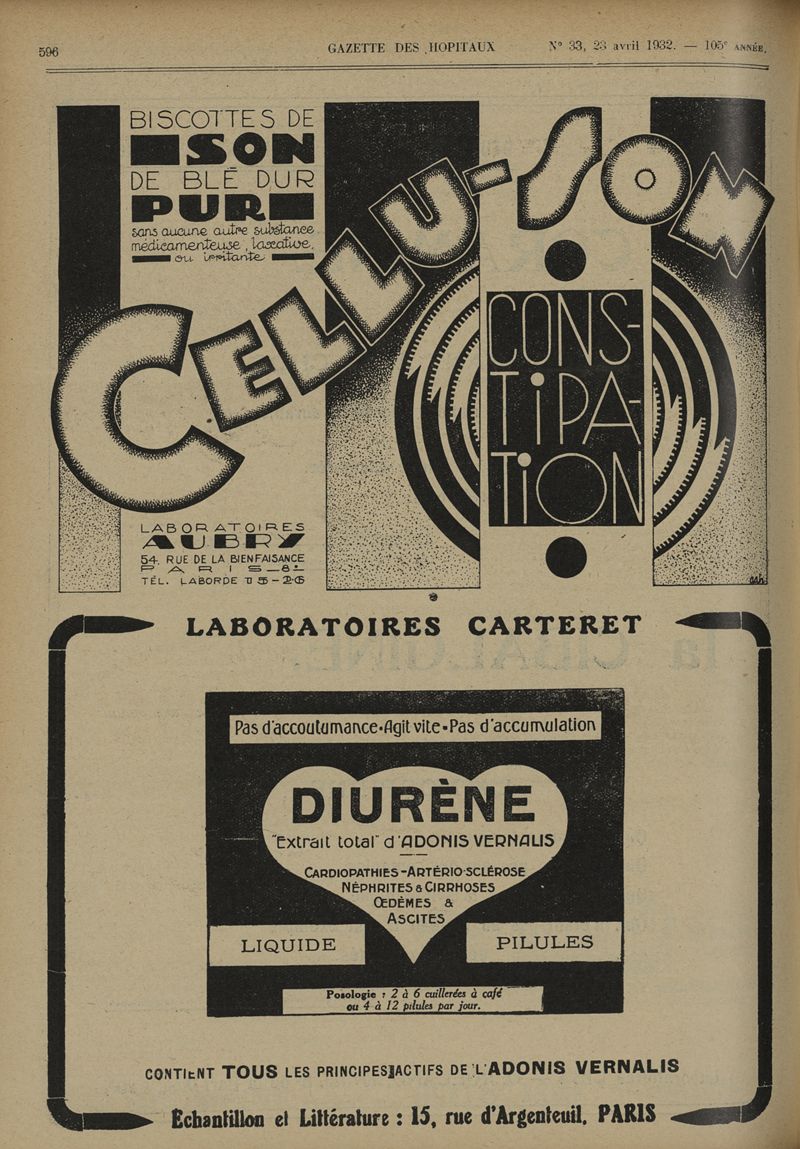 596
GAZETTE DES HOPITAUX
N° 33, 23 avril 1932. — 105e ANNÉE.
BISCOTTES DE
SON
DE BLÉ DUR
PUR
sans aucune autre substance
médicamenteuse, laxative,
ou irritante
CELLU-SON
CONS-
TiPA-
TiON
LABORATOIRES
AUBRY
54. RUE DE LA BIENFAISANCE
PARIS-8e
TÉL. LABORDE 15-26
LABORATOIRES CARTERET
Pas d'accoutumance•Agit vite•Pas d'accumulation
DIURÈNE
"Extrait total" d'ADONIS VERNALIS
CARDIOPATHIES-ARTÉRIO-SCLÉROSE
NÉPHRITES & CIRRHOSES
ŒDÈMES &
ASCITES
LIQUIDE
PILULES
Posologie : 2 à 6 cuillerées à café
ou 4 à 12 pilules par jour.
CONTIENT TOUS LES PRINCIPES ACTIFS DE L'ADONIS VERNALIS
Echantillon et Littérature : 15, rue d'Argenteuil, PARIS